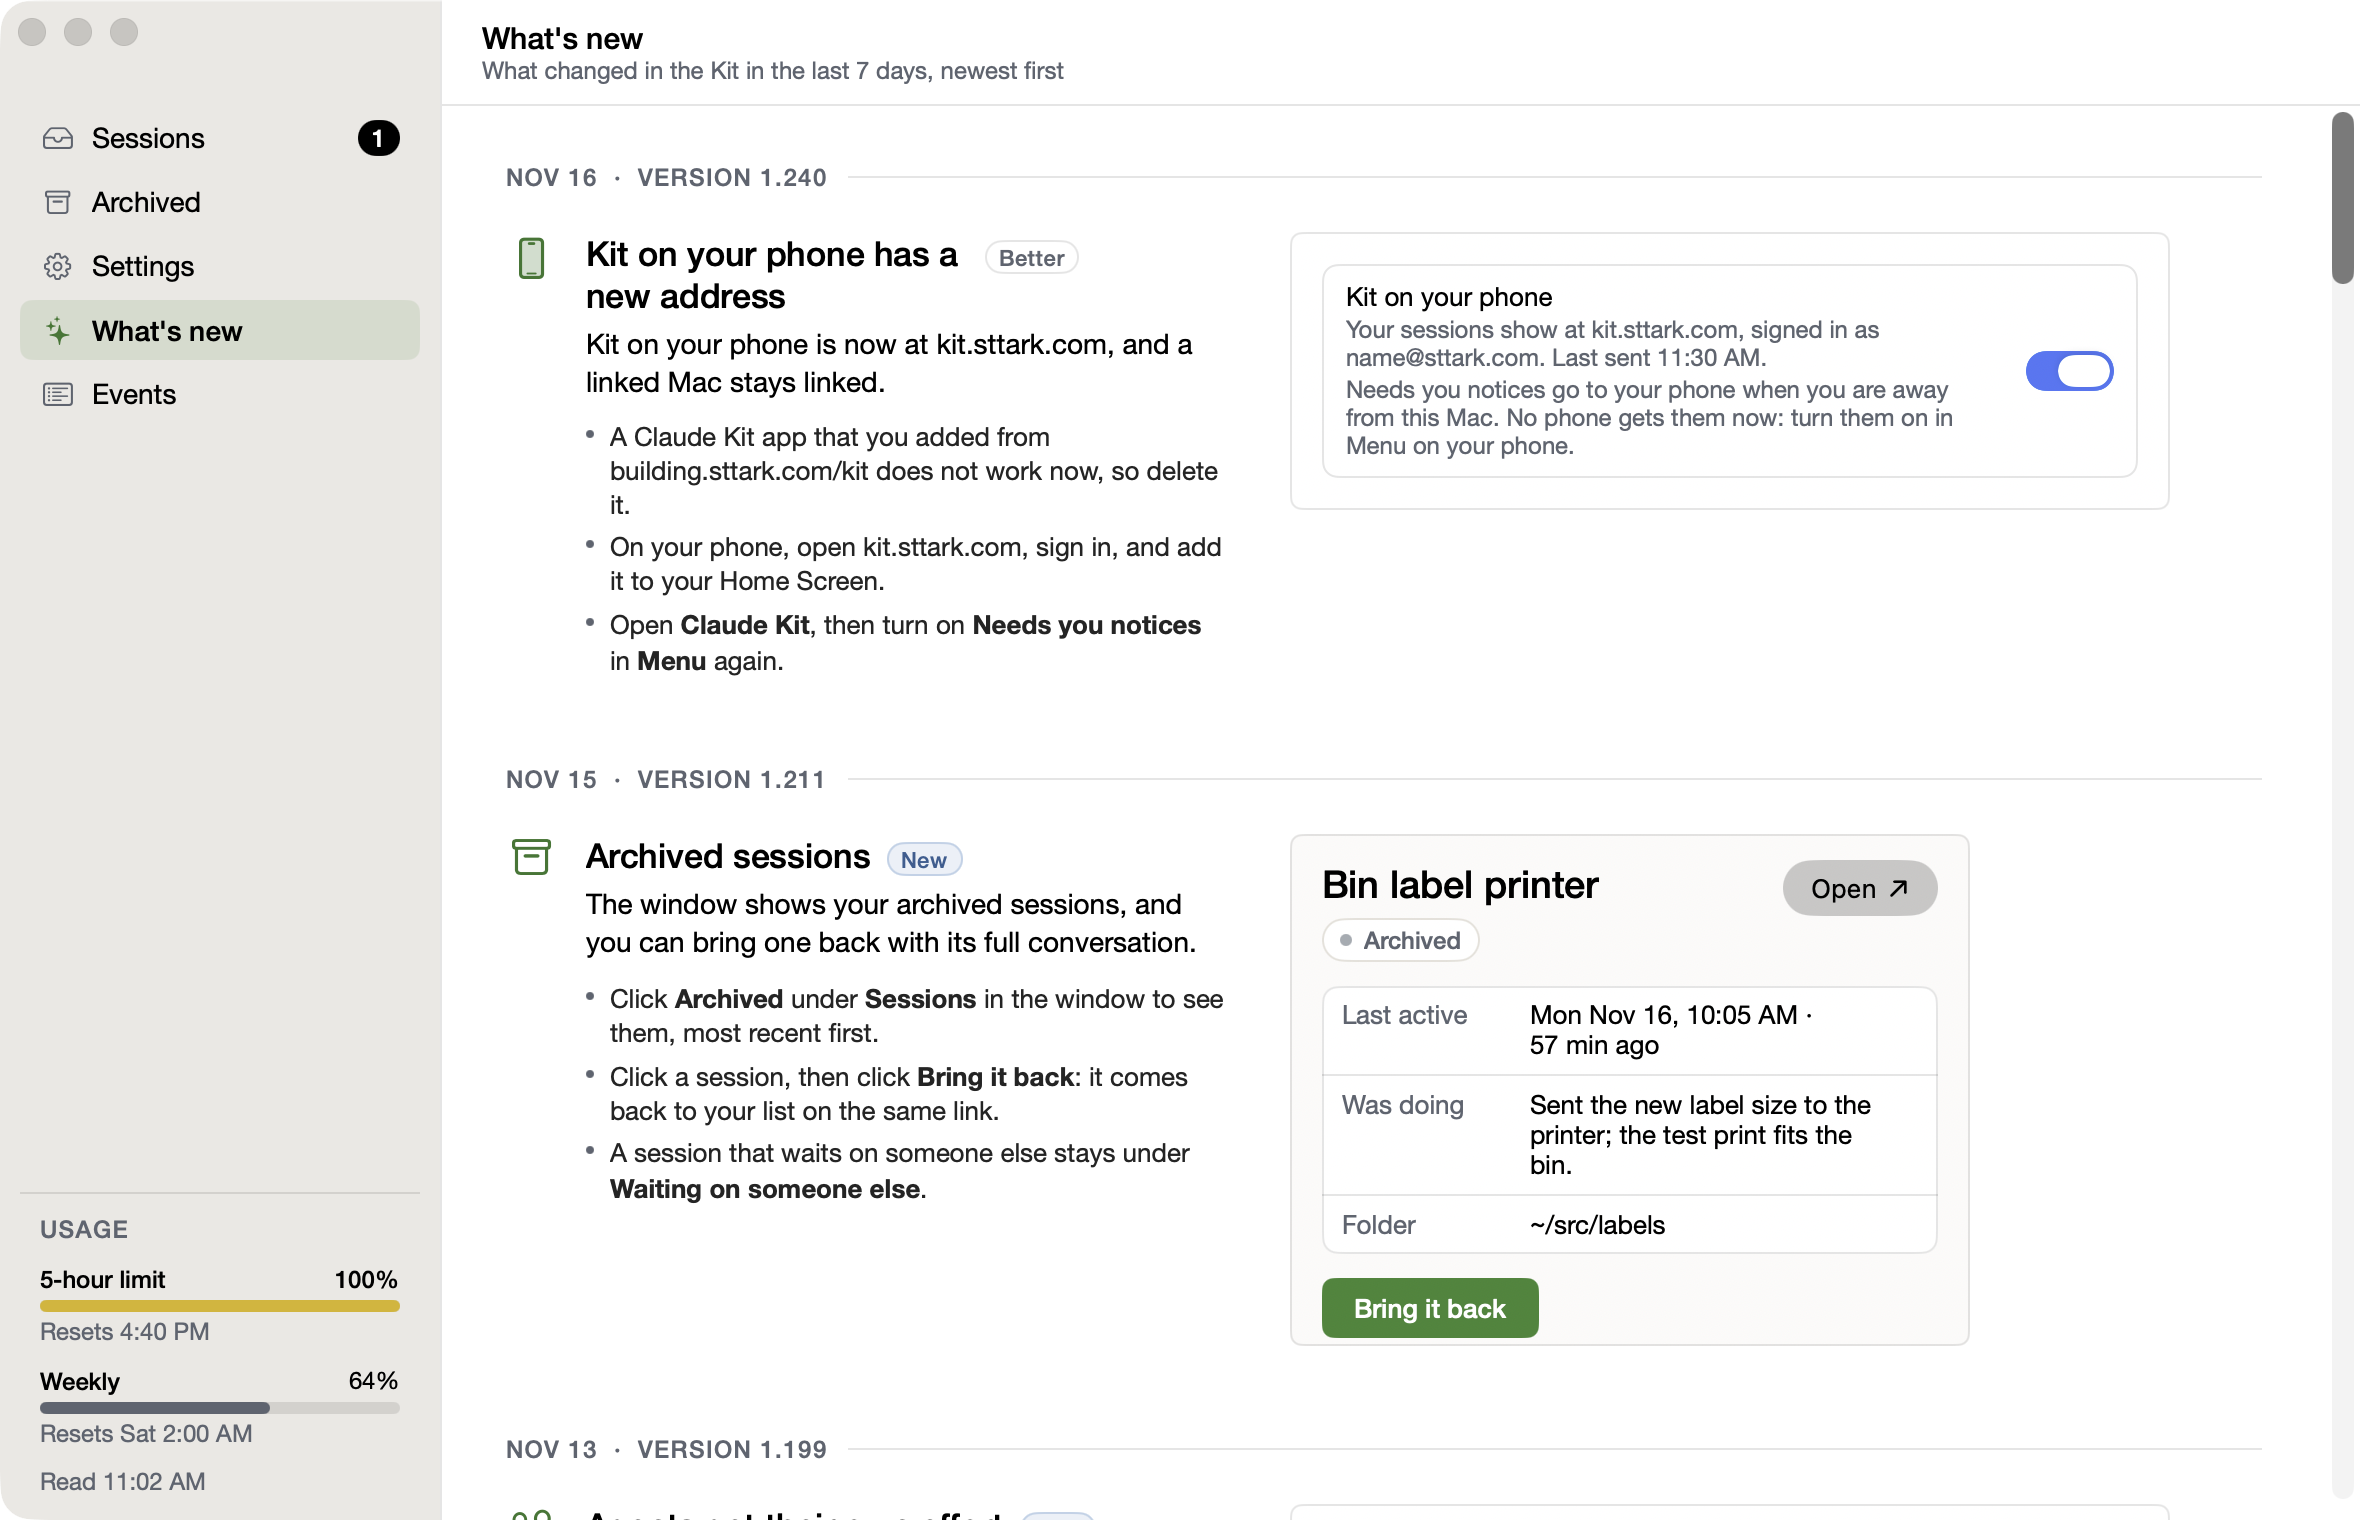 What's new
What changed in the Kit in the last 7 days, newest first
Sessions
1
Archived
Settings
What's new
Events
USAGE
5-hour limit 100%
Resets 4:40 PM
Weekly 64%
Resets Sat 2:00 AM
Read 11:02 AM
NOV 16 · VERSION 1.240
Kit on your phone has a
new address
Better
Kit on your phone is now at kit.sttark.com, and a
linked Mac stays linked.
• A Claude Kit app that you added from
building.sttark.com/kit does not work now, so delete
it.
• On your phone, open kit.sttark.com, sign in, and add
it to your Home Screen.
• Open Claude Kit, then turn on Needs you notices
in Menu again.
Kit on your phone
Your sessions show at kit.sttark.com, signed in as
name@sttark.com. Last sent 11:30 AM.
Needs you notices go to your phone when you are away
from this Mac. No phone gets them now: turn them on in
Menu on your phone.
NOV 15 · VERSION 1.211
Archived sessions
New
The window shows your archived sessions, and
you can bring one back with its full conversation.
• Click Archived under Sessions in the window to see
them, most recent first.
• Click a session, then click Bring it back: it comes
back to your list on the same link.
• A session that waits on someone else stays under
Waiting on someone else.
Bin label printer
Open ↗
Archived
Last active Mon Nov 16, 10:05 AM ·
57 min ago
Was doing Sent the new label size to the
printer; the test print fits the
bin.
Folder ~/src/labels
Bring it back
NOV 13 · VERSION 1.199